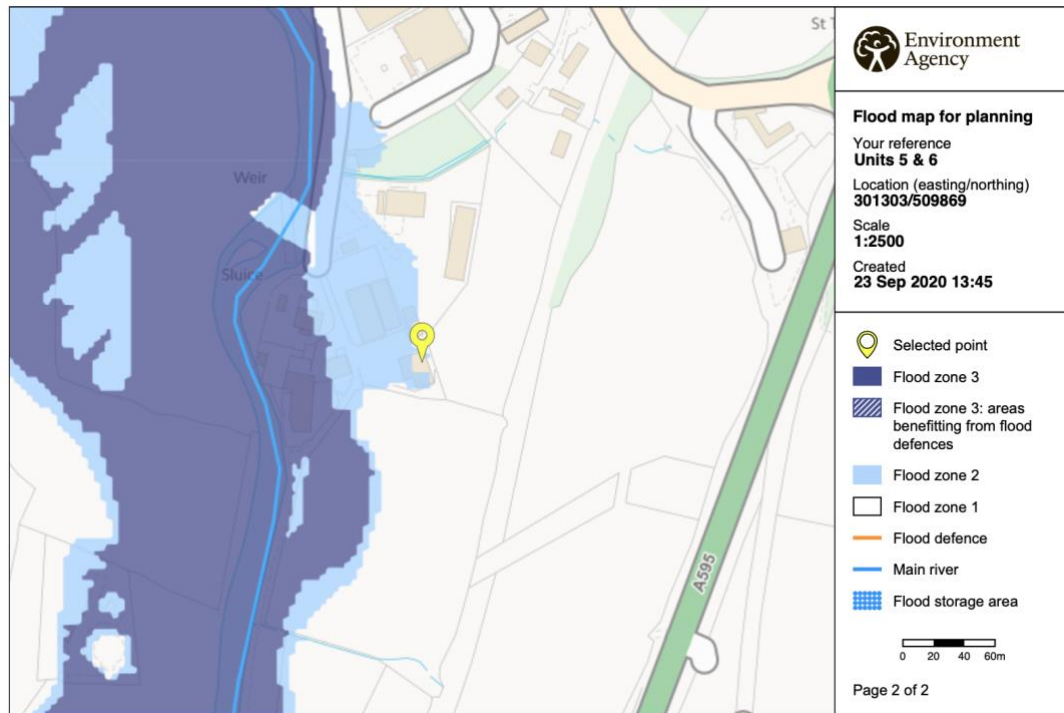 St T
Weir
Sluice
A595
Environment
Agency
Flood map for planning
Your reference
Units 5 & 6
Location (easting/northing)
301303/509869
Scale
1:2500
Created
23 Sep 2020 13:45
Selected point
Flood zone 3
Flood zone 3: areas
benefitting from flood
defences
Flood zone 2
Flood zone 1
Flood defence
Main river
Flood storage area
0 20 40 60m
Page 2 of 2